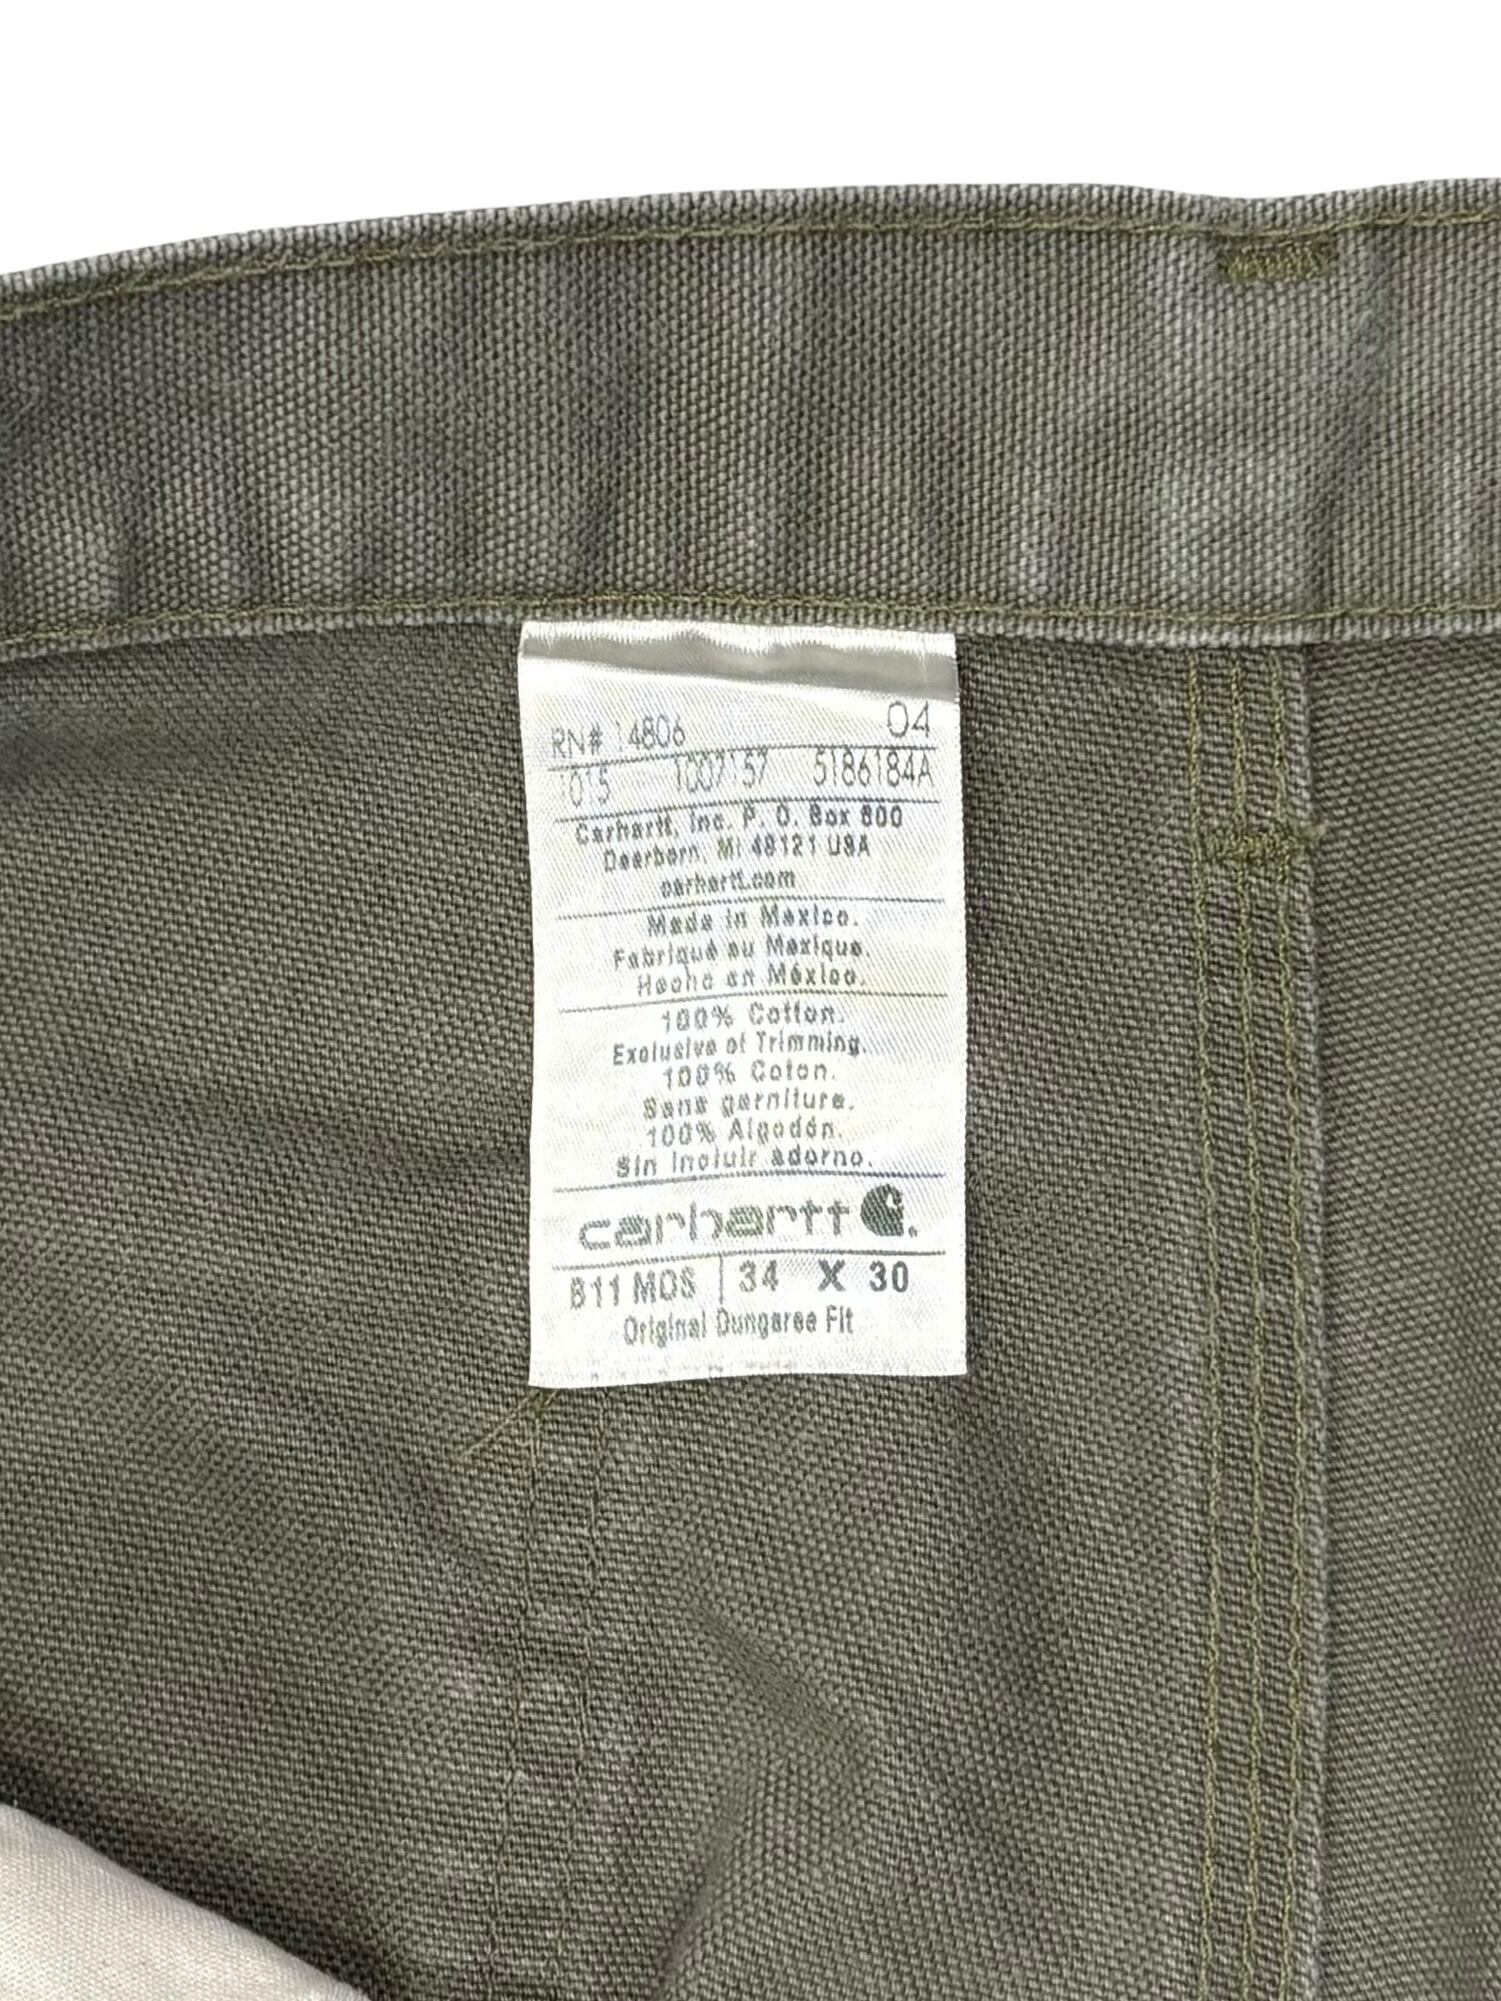 RN# 14806 04
1015 1007157 5186184A
Carhartt, Inc. P. O. Box 600
Dearborn, MI 48121 USA
carhartt.com
Made in Mexico.
Fabriqué au Mexique.
Hecho en México.
100% Cotton.
Exclusive of Trimming.
100% Coton.
Sans garniture.
100% Algodón.
Sin Incluir adorno.
carhartt
B11 MOS | 34 X 30
Original Dungaree Fit